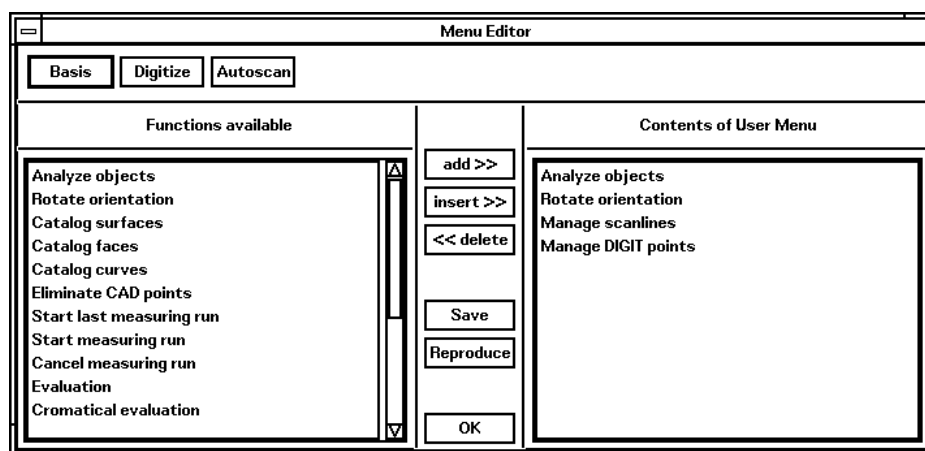 Menu Editor
Basis Digitize Autoscan
Functions available
Analyze objects
Rotate orientation
Catalog surfaces
Catalog faces
Catalog curves
Eliminate CAD points
Start last measuring run
Start measuring run
Cancel measuring run
Evaluation
Cromatical evaluation
add >>
insert >>
<< delete
Save
Reproduce
OK
Contents of User Menu
Analyze objects
Rotate orientation
Manage scanlines
Manage DIGIT points